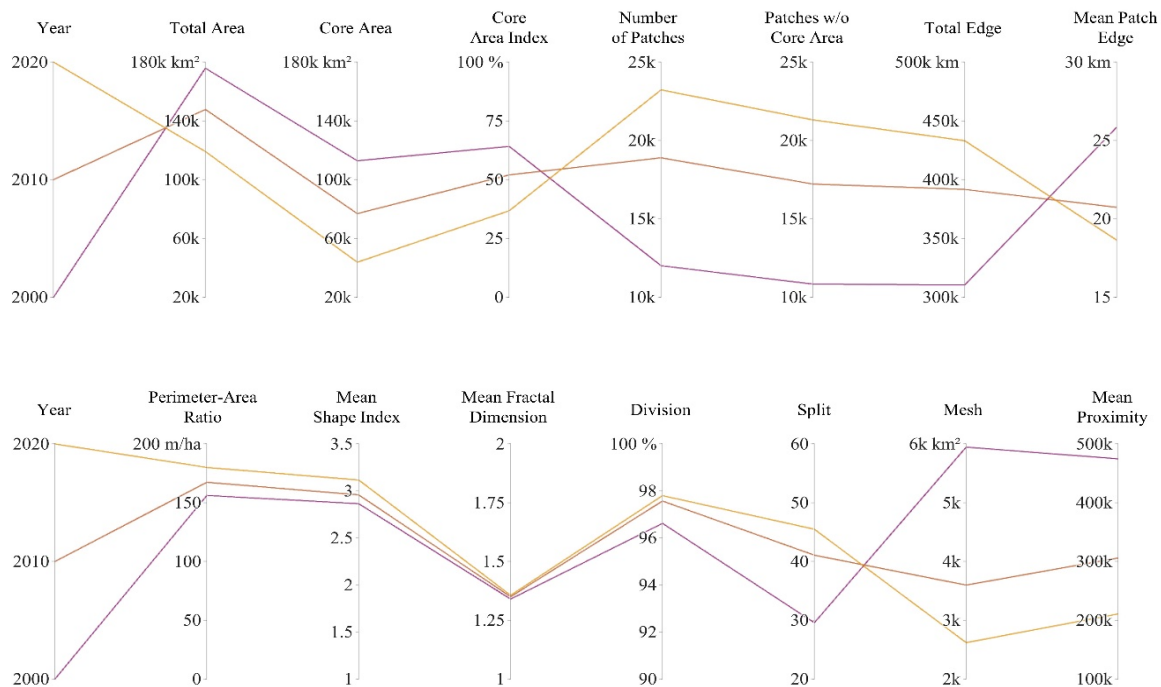 Year
Total Area
Core Area
Core
Area Index
Number
of Patches
Patches w/o
Core Area
Total Edge
Mean Patch
Edge
2020 180k km² 180k km² 100 % 25k 25k 500k km 30 km
140k 140k 75 450k
20k 20k 25
2010 100k 100k 50 400k
15k 15k 20
60k 60k 25 350k
2000 20k 20k 0 10k 10k 300k 15
Year
Perimeter-Area
Ratio
Mean
Shape Index
Mean Fractal
Dimension
Division
Split
Mesh
Mean
Proximity
2020 200 m/ha 3.5 2 100 % 60 6k km² 500k
3 98
150 1.75 50 5k 400k
2.5 96
2010 100 1.5 40 4k 300k
2 94
50 1.25 30 3k 200k
1.5 92
2000 0 1 1 90 20 2k 100k